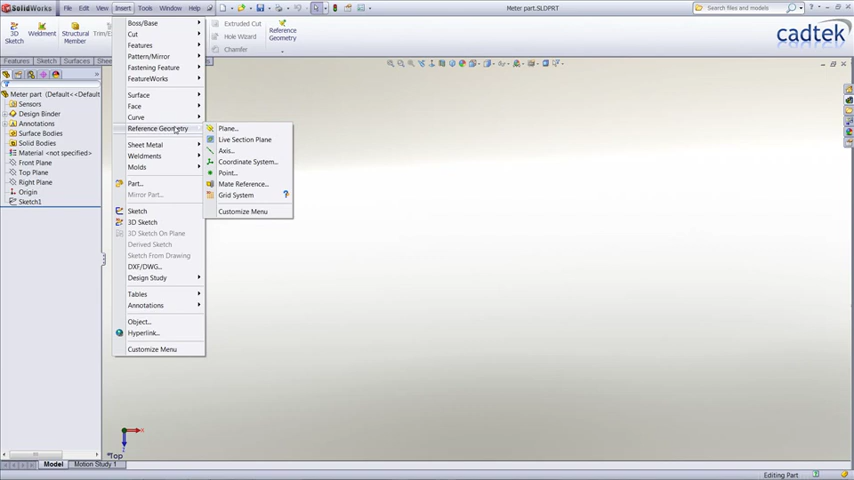 SolidWorks
File
Edit
View
Insert
Tools
Window
Help
Meter part.SLDPRT
Search files and folders
3D Sketch
Weldment
Structural Member
Trim/E
Extruded Cut
Hole Wizard
Chamfer
Reference Geometry
cadtek
Features
Sketch
Surfaces
Shee
Meter part (Default<<Default
Sensors
Design Binder
Annotations
Surface Bodies
Solid Bodies
Material <not specified>
Front Plane
Top Plane
Right Plane
Origin
Sketch1
Boss/Base
Cut
Features
Pattern/Mirror
Fastening Feature
FeatureWorks
Surface
Face
Curve
Reference Geometry
Sheet Metal
Weldments
Molds
Part...
Mirror Part...
Sketch
3D Sketch
3D Sketch On Plane
Derived Sketch
Sketch From Drawing
DXF/DWG...
Design Study
Tables
Annotations
Object...
Hyperlink...
Customize Menu
Plane...
Live Section Plane
Axis...
Coordinate System...
Point...
Mate Reference...
Grid System
Customize Menu
*Top
Model
Motion Study 1
Editing Part